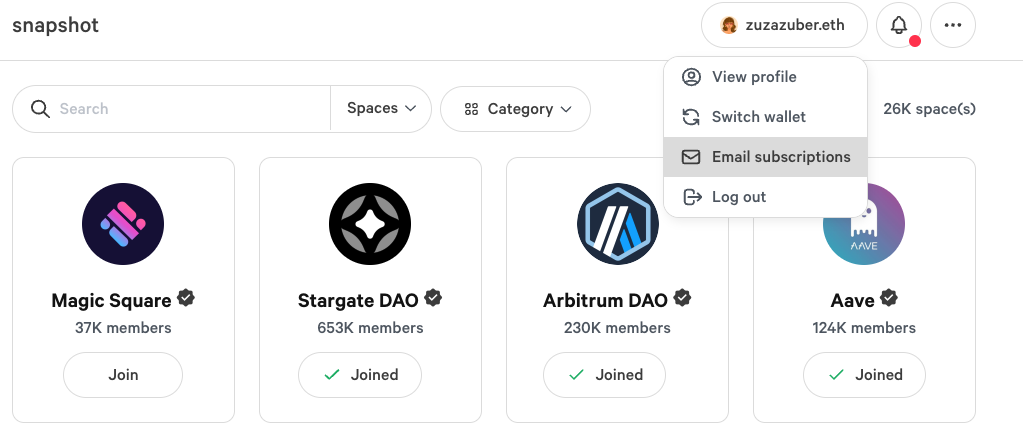 snapshot
zuzazuber.eth
View profile
Switch wallet
Email subscriptions
Log out
Search
Spaces
Category
26K space(s)
Magic Square
37K members
Join
Stargate DAO
653K members
Joined
Arbitrum DAO
230K members
Joined
AAVE
Aave
124K members
Joined